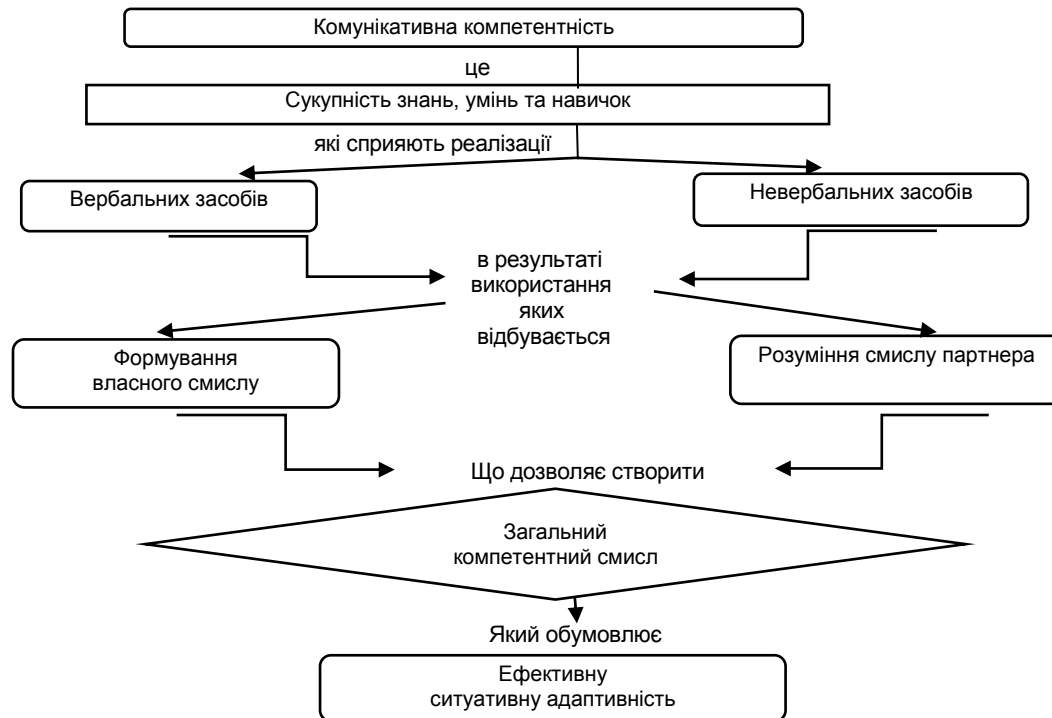 Комунікативна компетентність
це
Сукупність знань, умінь та навичок
які сприяють реалізації
Вербальних засобів
Невербальних засобів
в результаті
використання
яких
відбувається
Формування
власного смислу
Розуміння смислу партнера
Що дозволяє створити
Загальний
компетентний смисл
Який обумовлює
Ефективну
ситуативну адаптивність